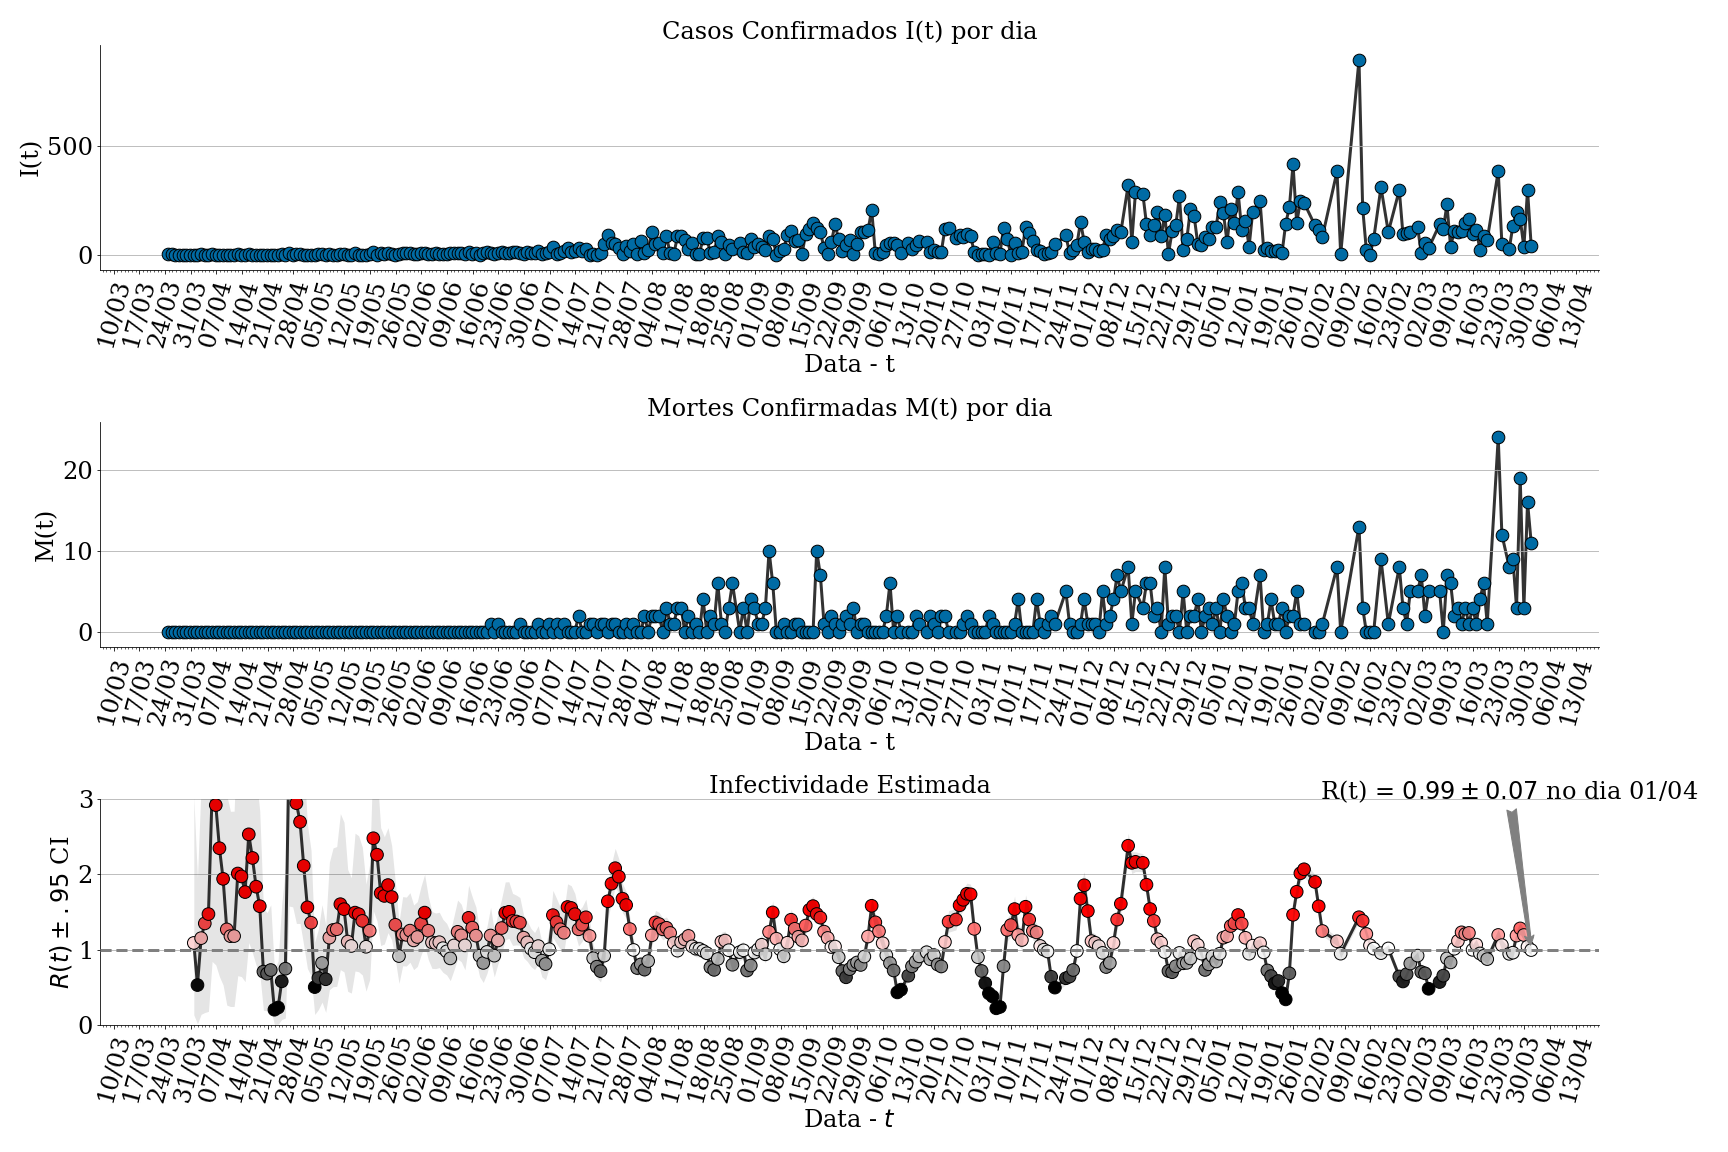 Casos Confirmados I(t) por dia
I(t)
500
0
10/03 17/03 24/03 31/03 07/04 14/04 21/04 28/04 05/05 12/05 19/05 26/05 02/06 09/06 16/06 23/06 30/06 07/07 14/07 21/07 28/07 04/08 11/08 18/08 25/08 01/09 08/09 15/09 22/09 29/09 06/10 13/10 20/10 27/10 03/11 10/11 17/11 24/11 01/12 08/12 15/12 22/12 29/12 05/01 12/01 19/01 26/01 02/02 09/02 16/02 23/02 02/03 09/03 16/03 23/03 30/03 06/04 13/04
Data - t
Mortes Confirmadas M(t) por dia
M(t)
20
10
0
10/03 17/03 24/03 31/03 07/04 14/04 21/04 28/04 05/05 12/05 19/05 26/05 02/06 09/06 16/06 23/06 30/06 07/07 14/07 21/07 28/07 04/08 11/08 18/08 25/08 01/09 08/09 15/09 22/09 29/09 06/10 13/10 20/10 27/10 03/11 10/11 17/11 24/11 01/12 08/12 15/12 22/12 29/12 05/01 12/01 19/01 26/01 02/02 09/02 16/02 23/02 02/03 09/03 16/03 23/03 30/03 06/04 13/04
Data - t
Infectividade Estimada
R(t) = 0.99 ± 0.07 no dia 01/04
R(t) ± .95 CI
3
2
1
0
10/03 17/03 24/03 31/03 07/04 14/04 21/04 28/04 05/05 12/05 19/05 26/05 02/06 09/06 16/06 23/06 30/06 07/07 14/07 21/07 28/07 04/08 11/08 18/08 25/08 01/09 08/09 15/09 22/09 29/09 06/10 13/10 20/10 27/10 03/11 10/11 17/11 24/11 01/12 08/12 15/12 22/12 29/12 05/01 12/01 19/01 26/01 02/02 09/02 16/02 23/02 02/03 09/03 16/03 23/03 30/03 06/04 13/04
Data - t